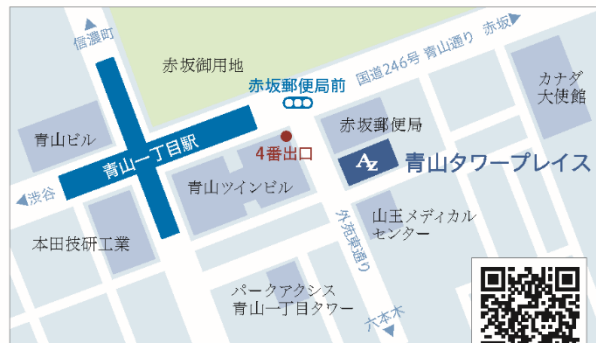 信濃町
赤坂御用地
国道246号 青山通り
赤坂
カナダ
大使館
赤坂郵便局前
赤坂郵便局
青山ビル
青山一丁目駅
4番出口
AZ
青山タワープレイス
渋谷
青山ツインビル
山王メディカル
センター
本田技研工業
外苑東通り
パークアクシス
青山一丁目タワー
六本木